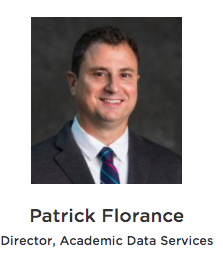 Patrick Florance
Director, Academic Data Services